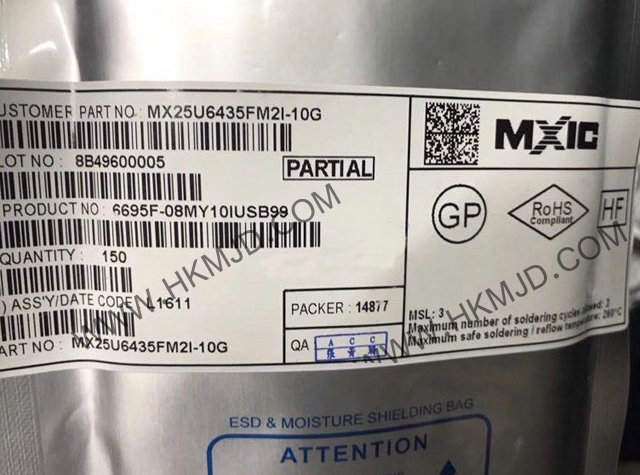 USTOMER PART NO : MX25U6435FM2I-10G
LOT NO : 8B49600005
PARTIAL
PRODUCT NO : 6695F-08MY10IUSB99
QUANTITY : 150
) ASS'Y/DATE CODE : L1611
PACKER : 14877
QA A C C
ART NO : MX25U6435FM2I-10G
MXIC
GP
RoHS
Compliant
HF
MSL: 3
Maximum number of soldering cycles allowed: 3
Maximum safe soldering / reflow temperature: 260°C
WWW.HKMJD.COM
WWW.HKMJD.COM
ESD & MOISTURE SHIELDING BAG
ATTENTION